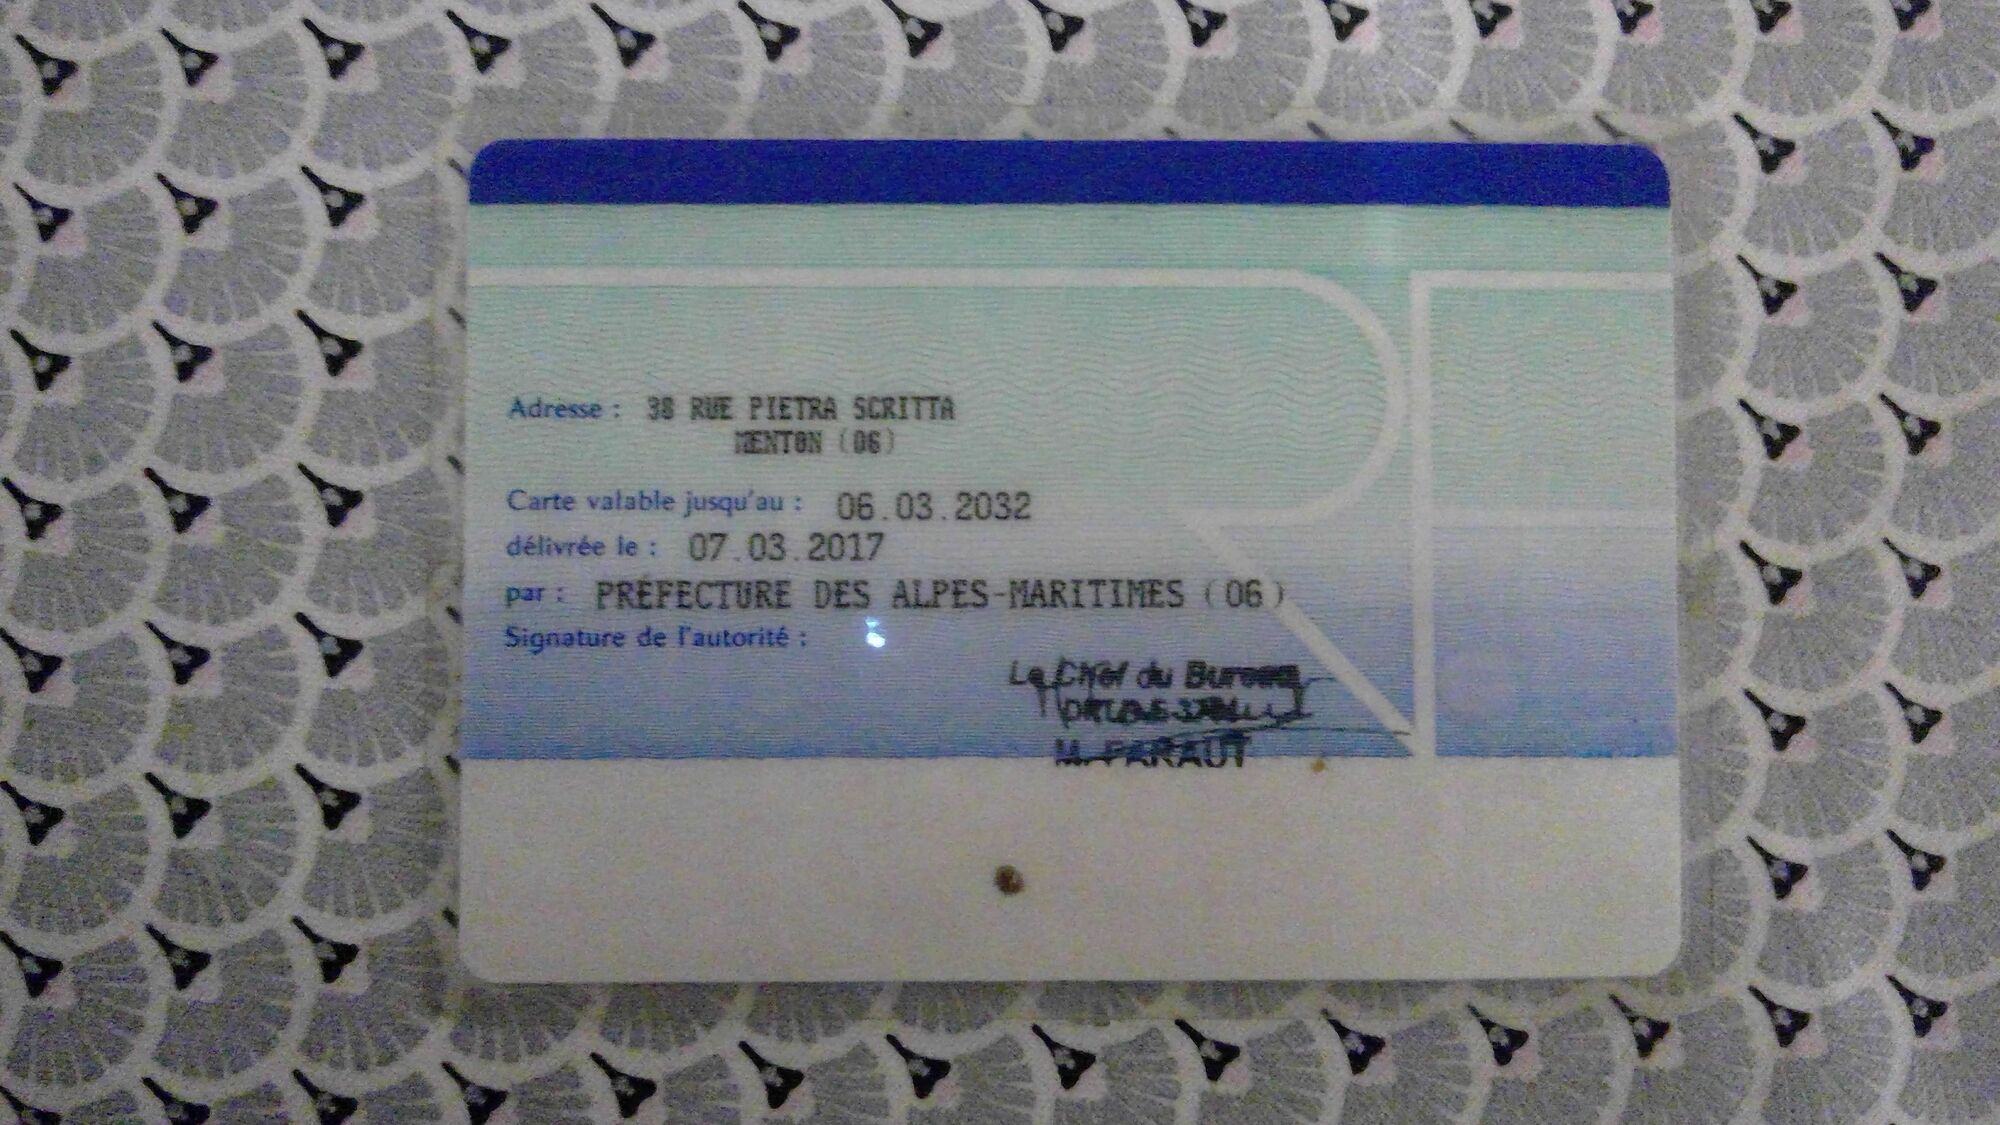 Adresse : 38 RUE PIETRA SCRITTA
MENTON (06)
Carte valable jusqu'au : 06.03.2032
délivrée le : 07.03.2017
par : PRÉFECTURE DES ALPES-MARITIMES (06)
Signature de l'autorité :
Le Chef du Bureau
M. PARAUT